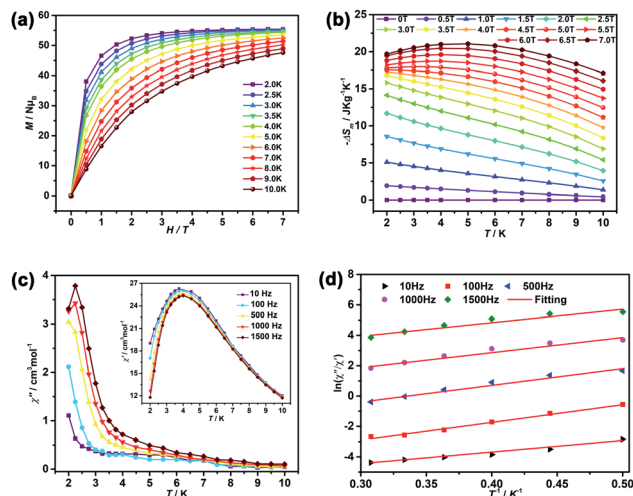 (a)
M / NμB
60
50
40
30
20
10
0
2.0K
2.5K
3.0K
3.5K
4.0K
5.0K
6.0K
7.0K
8.0K
9.0K
10.0K
0 1 2 3 4 5 6 7
H / T
(b)
-ΔSm / JKg-1K-1
30
25
20
15
10
5
0
0T 0.5T 1.0T 1.5T 2.0T 2.5T
3.0T 3.5T 4.0T 4.5T 5.0T 5.5T
6.0T 6.5T 7.0T
2 3 4 5 6 7 8 9 10
T / K
(c)
χ″ / cm3mol-1
4
3
2
1
0
2 3 4 5 6 7 8 9 10
T / K
χ′ / cm3mol-1
27
24
21
18
15
12
10 Hz
100 Hz
500 Hz
1000 Hz
1500 Hz
2 3 4 5 6 7 8 9 10
T / K
(d)
ln(χ″/χ′)
6
4
2
0
-2
-4
10Hz 100Hz 500Hz
1000Hz 1500Hz Fitting
0.30 0.35 0.40 0.45 0.50
T-1 / K-1